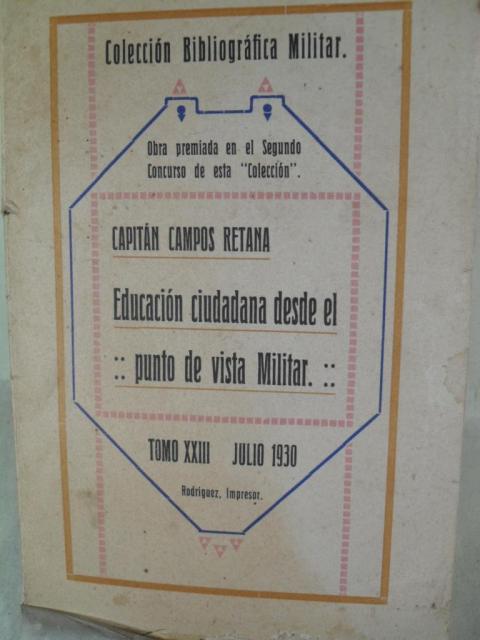 Colección Bibliográfica Militar.
Obra premiada en el Segundo
Concurso de esta "Colección".
CAPITÁN CAMPOS RETANA
Educación ciudadana desde el
:: punto de vista Militar. ::
TOMO XXIII JULIO 1930
Rodríguez, Impresor.